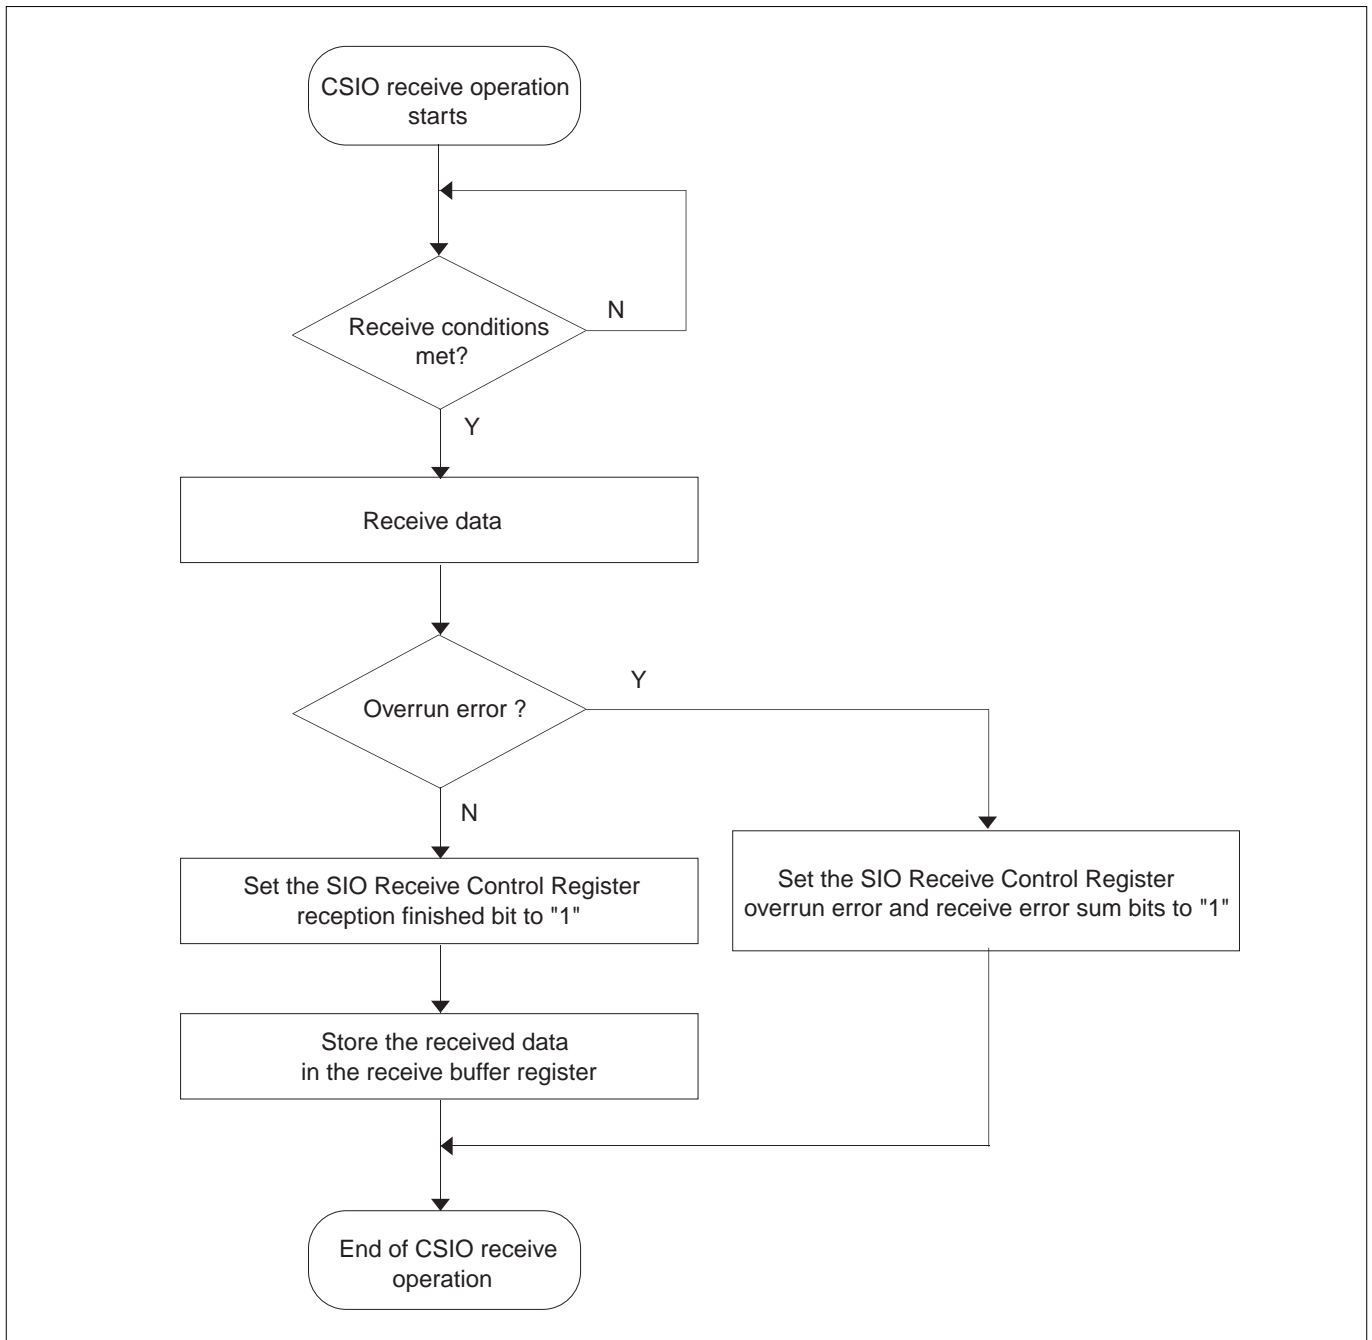 CSIO receive operation
starts
N
Receive conditions
met?
Y
Receive data
Y
Overrun error ?
N
Set the SIO Receive Control Register
reception finished bit to "1"
Set the SIO Receive Control Register
overrun error and receive error sum bits to "1"
Store the received data
in the receive buffer register
End of CSIO receive
operation